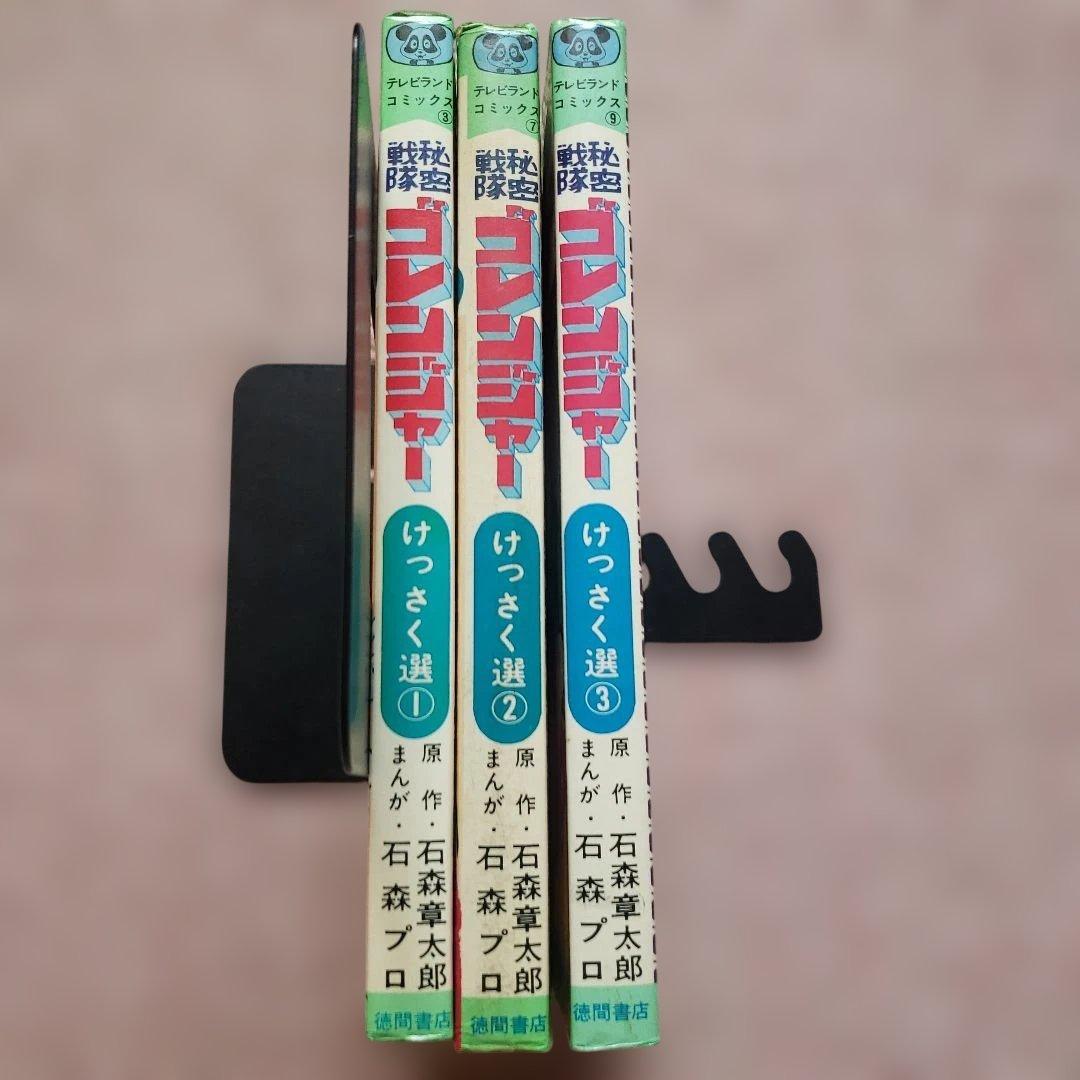 テレビランド
コミックス
③
秘密
戦隊
ゴレンジャー
けっさく選①
原作・石森章太郎
まんが・石森プロ
徳間書店
テレビランド
コミックス
⑦
秘密
戦隊
ゴレンジャー
けっさく選②
原作・石森章太郎
まんが・石森プロ
徳間書店
テレビランド
コミックス
⑨
秘密
戦隊
ゴレンジャー
けっさく選③
原作・石森章太郎
まんが・石森プロ
徳間書店